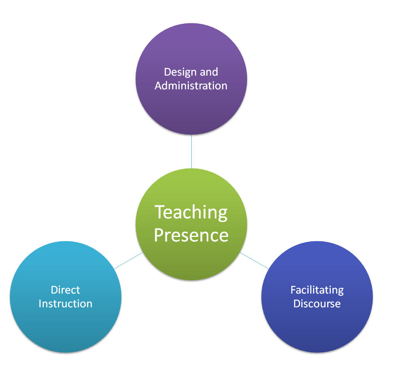 Design and
Administration
Teaching
Presence
Direct
Instruction
Facilitating
Discourse